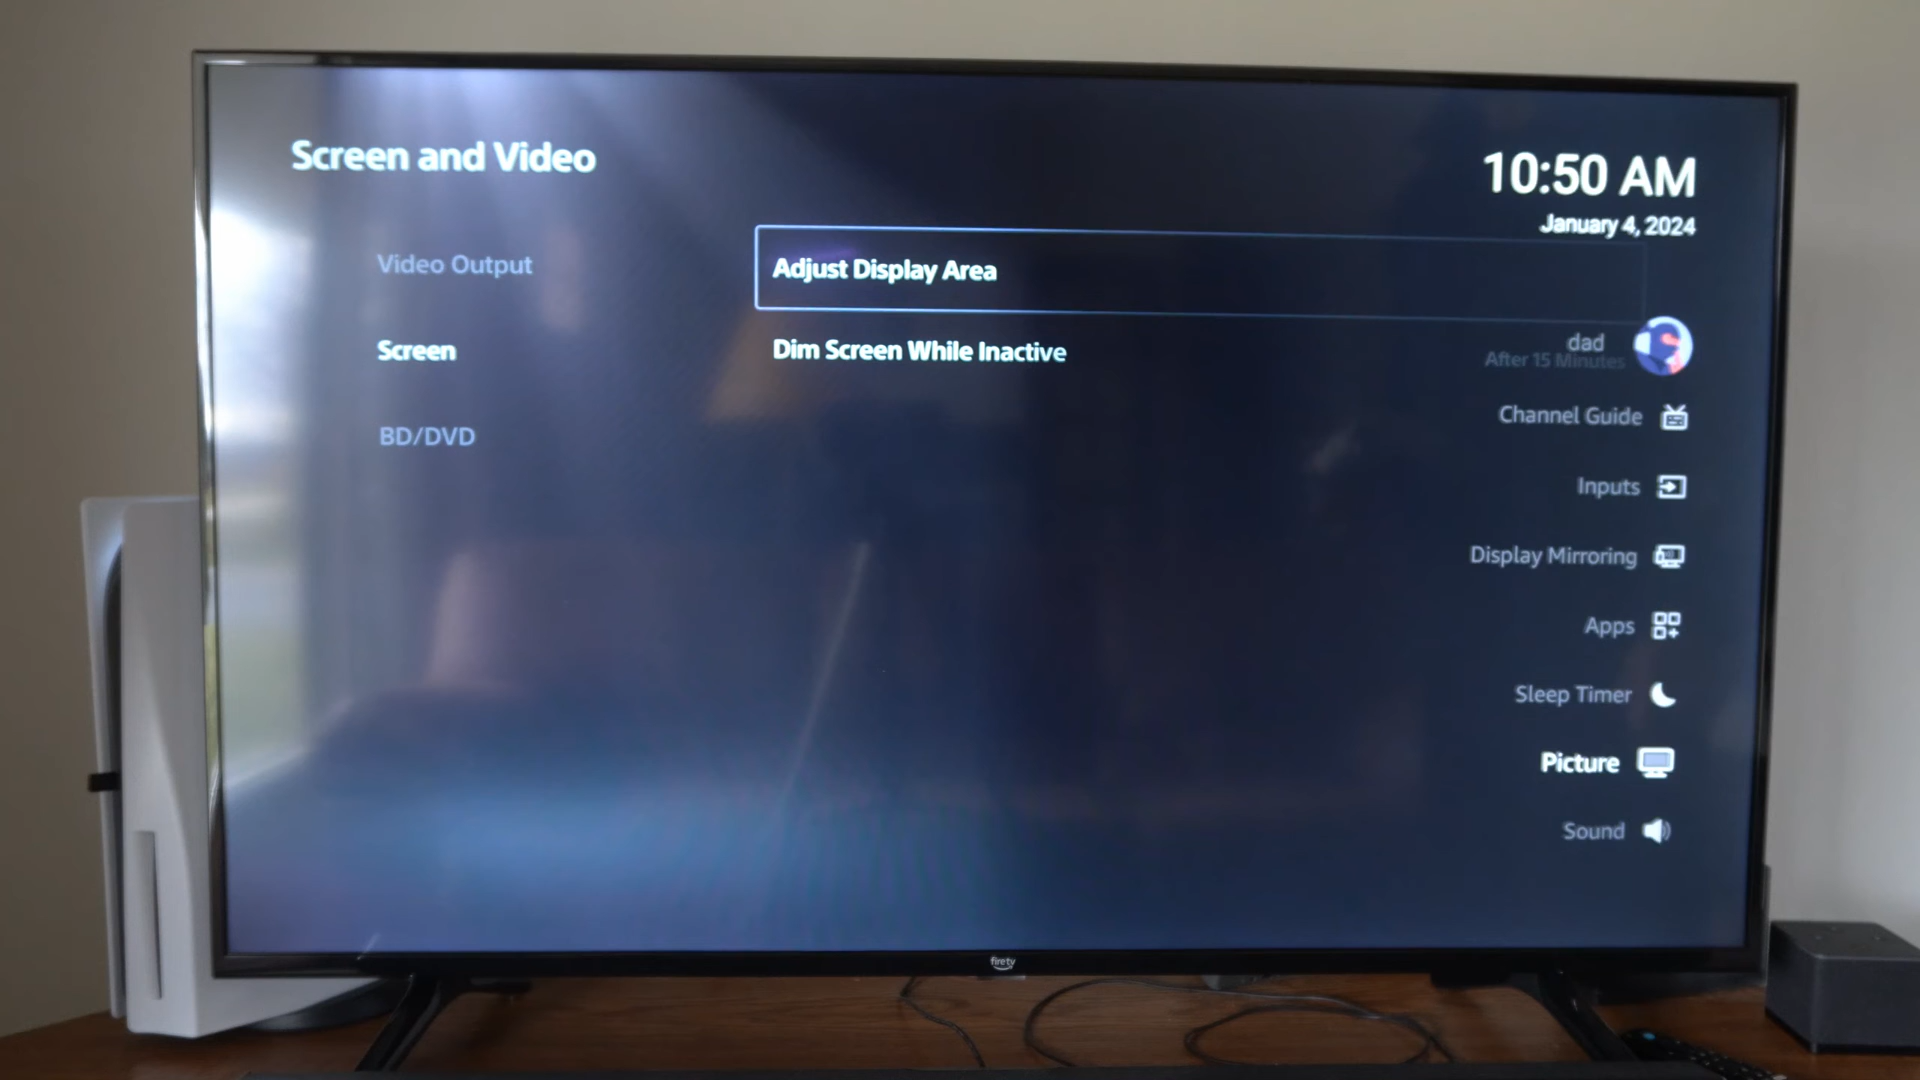 Screen and Video
10:50 AM
January 4, 2024
Video Output
Adjust Display Area
Screen
Dim Screen While Inactive
dad
After 15 Minutes
Channel Guide
BD/DVD
Inputs
Display Mirroring
Apps
Sleep Timer
Picture
Sound
firetv